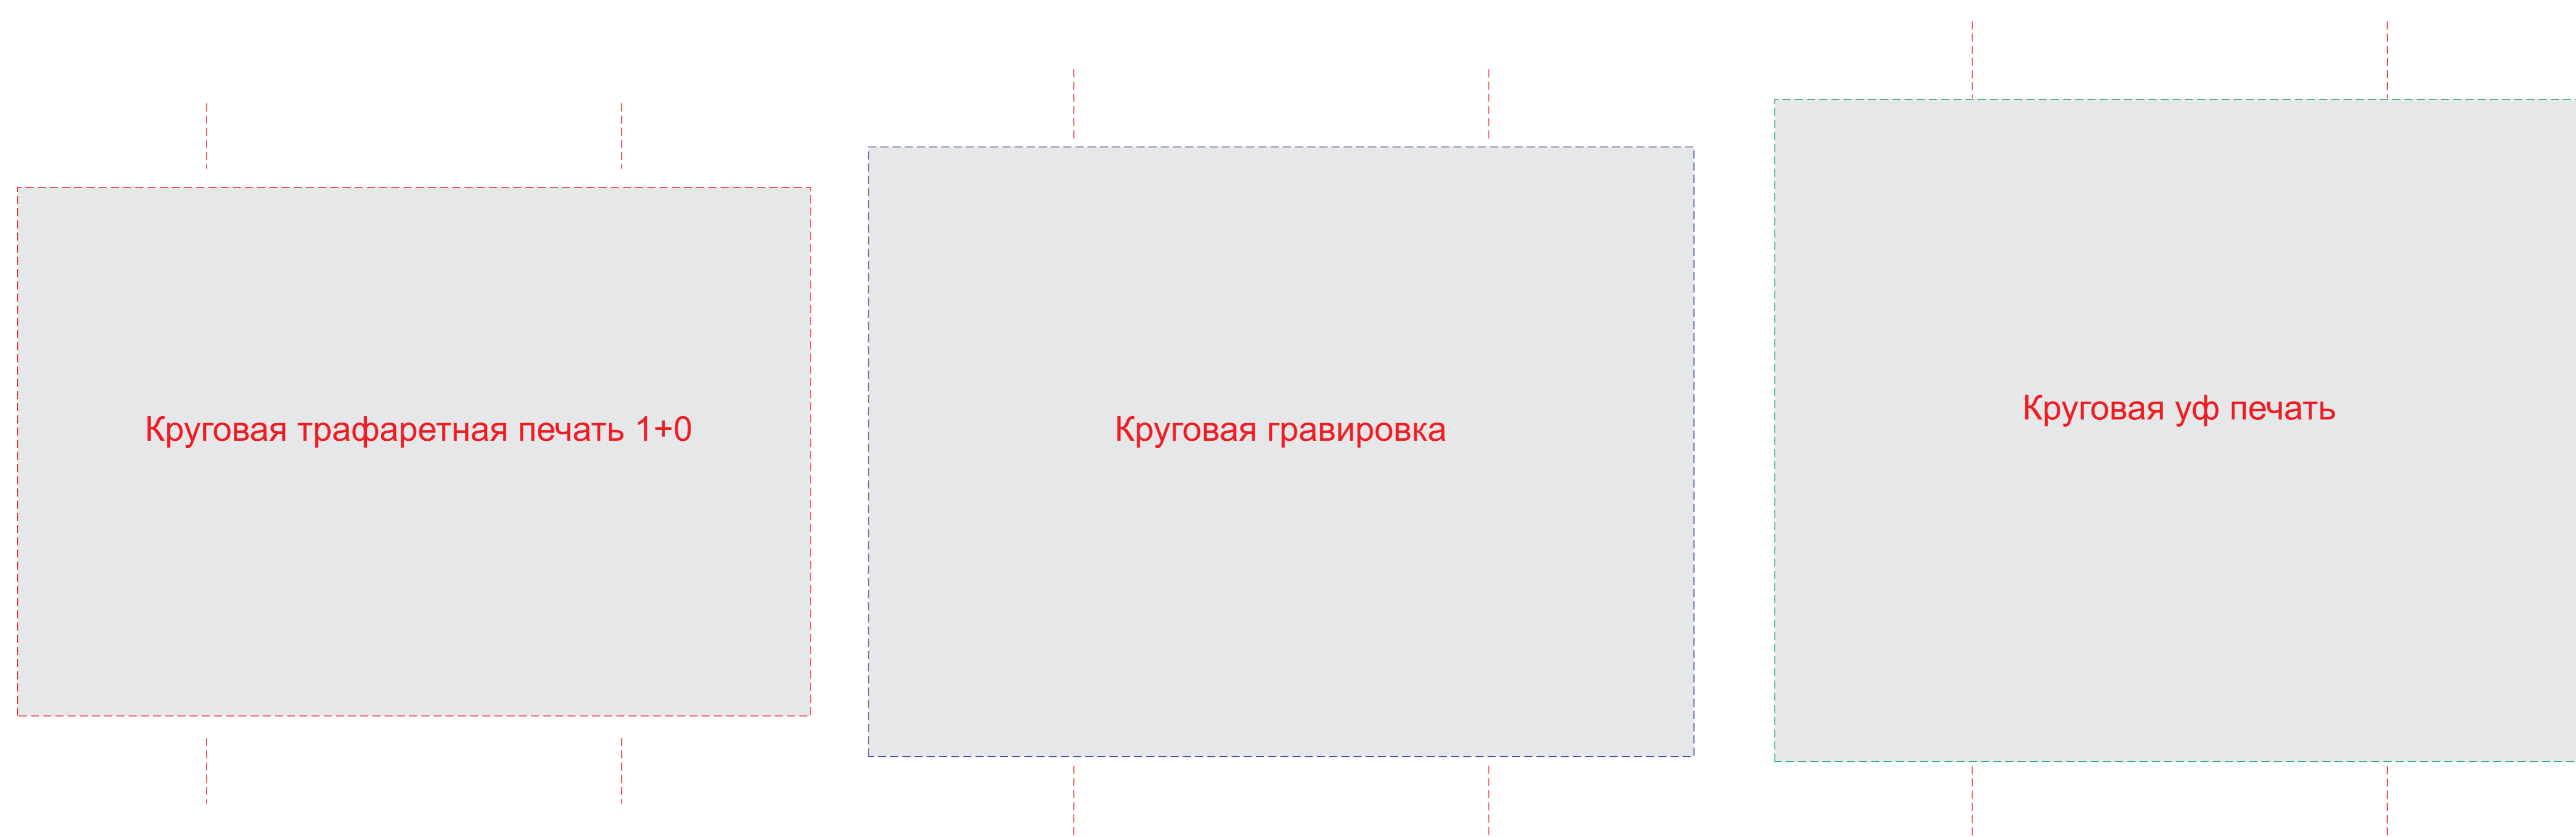 Круговая трафаретная печать 1+0
Круговая гравировка
Круговая уф печать